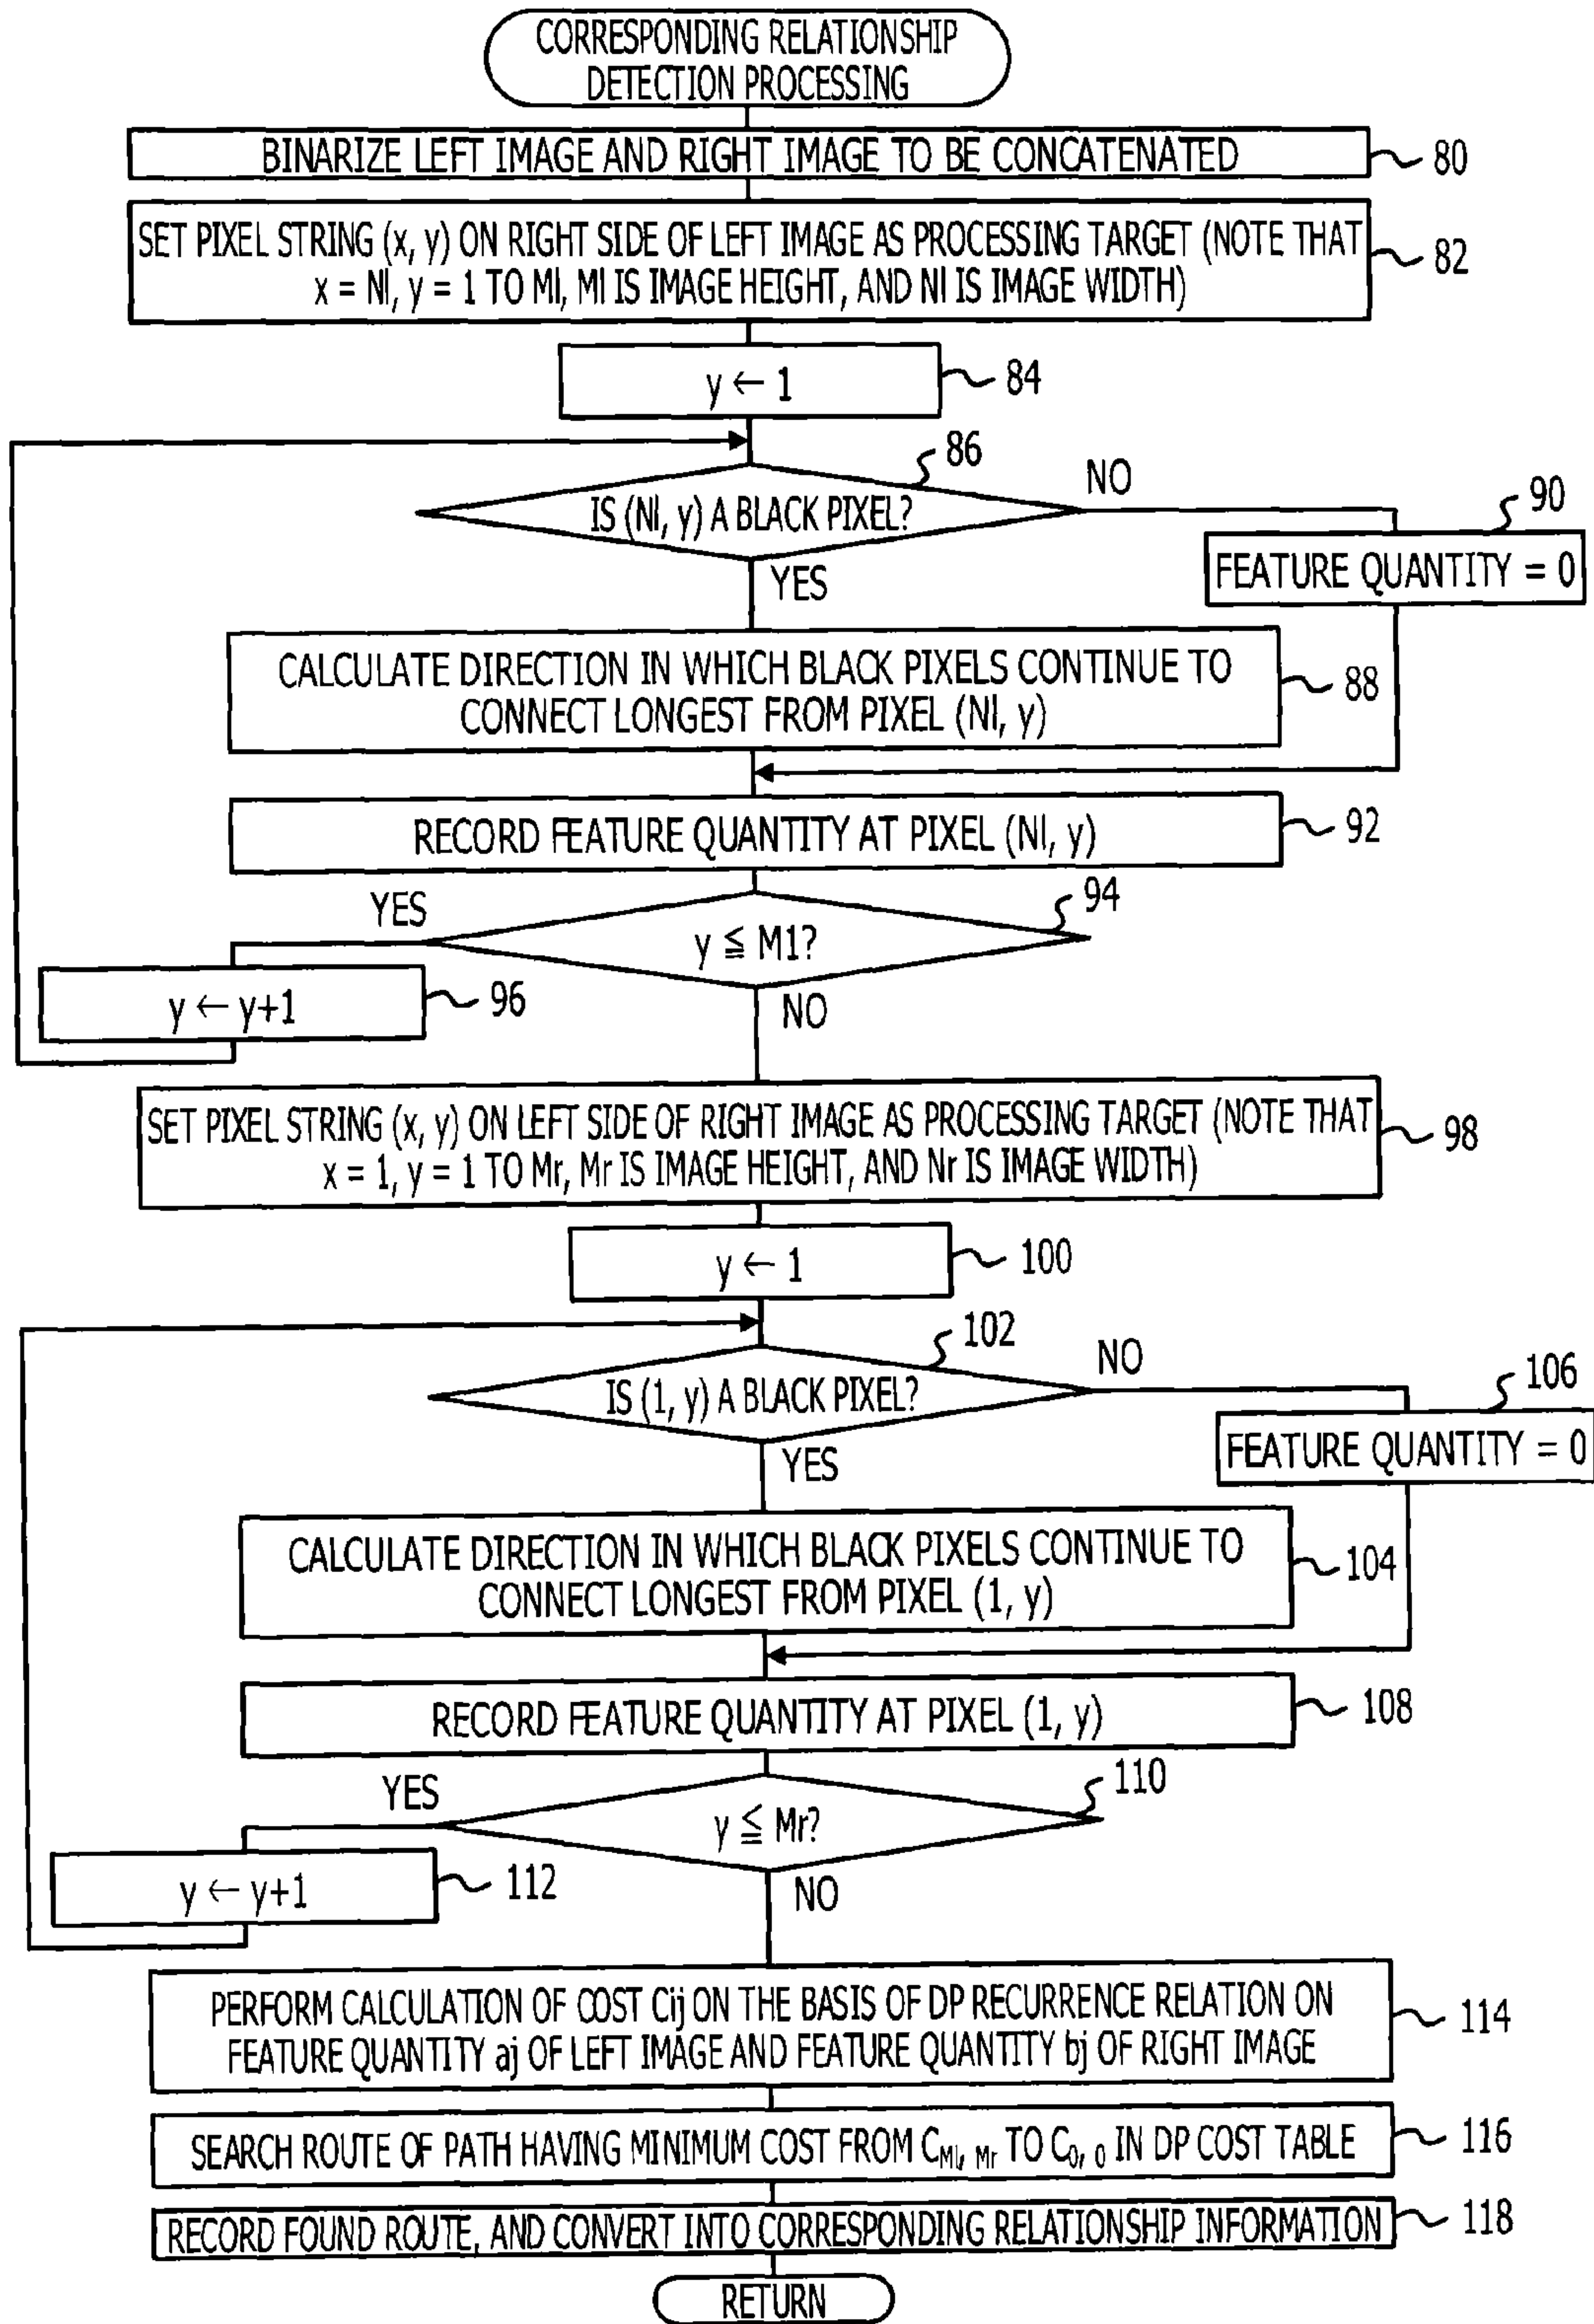 CORRESPONDING RELATIONSHIP
DETECTION PROCESSING
BINARIZE LEFT IMAGE AND RIGHT IMAGE TO BE CONCATENATED
80
SET PIXEL STRING (x, y) ON RIGHT SIDE OF LEFT IMAGE AS PROCESSING TARGET (NOTE THAT
x = Nl, y = 1 TO Ml, Ml IS IMAGE HEIGHT, AND Nl IS IMAGE WIDTH)
82
y ← 1
84
86
IS (Nl, y) A BLACK PIXEL?
NO
YES
90
FEATURE QUANTITY = 0
CALCULATE DIRECTION IN WHICH BLACK PIXELS CONTINUE TO
CONNECT LONGEST FROM PIXEL (Nl, y)
88
RECORD FEATURE QUANTITY AT PIXEL (Nl, y)
92
94
YES
y ≦ M1?
NO
y ← y+1
96
SET PIXEL STRING (x, y) ON LEFT SIDE OF RIGHT IMAGE AS PROCESSING TARGET (NOTE THAT
x = 1, y = 1 TO Mr, Mr IS IMAGE HEIGHT, AND Nr IS IMAGE WIDTH)
98
y ← 1
100
102
IS (1, y) A BLACK PIXEL?
NO
YES
106
FEATURE QUANTITY = 0
CALCULATE DIRECTION IN WHICH BLACK PIXELS CONTINUE TO
CONNECT LONGEST FROM PIXEL (1, y)
104
RECORD FEATURE QUANTITY AT PIXEL (1, y)
108
110
YES
y ≦ Mr?
NO
y ← y+1
112
PERFORM CALCULATION OF COST Cij ON THE BASIS OF DP RECURRENCE RELATION ON
FEATURE QUANTITY aj OF LEFT IMAGE AND FEATURE QUANTITY bj OF RIGHT IMAGE
114
SEARCH ROUTE OF PATH HAVING MINIMUM COST FROM CMl, Mr TO C0, 0 IN DP COST TABLE
116
RECORD FOUND ROUTE, AND CONVERT INTO CORRESPONDING RELATIONSHIP INFORMATION
118
RETURN